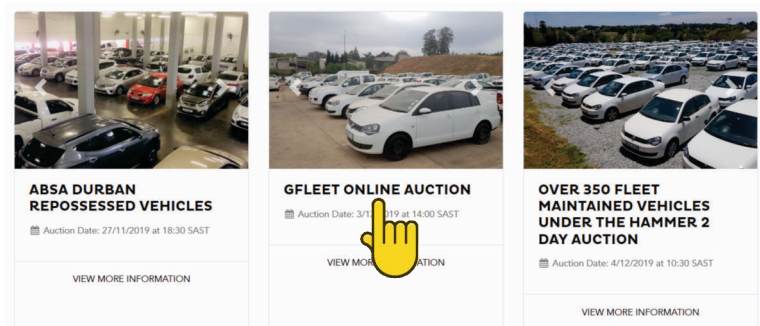 ABSA DURBAN
REPOSSESSED VEHICLES
Auction Date: 27/11/2019 at 18:30 SAST
VIEW MORE INFORMATION
GFLEET ONLINE AUCTION
Auction Date: at 14:00 SAST
VIEW
OVER 350 FLEET
MAINTAINED VEHICLES
UNDER THE HAMMER 2
DAY AUCTION
Auction Date: 4/12/2019 at 10:30 SAST
VIEW MORE INFORMATION